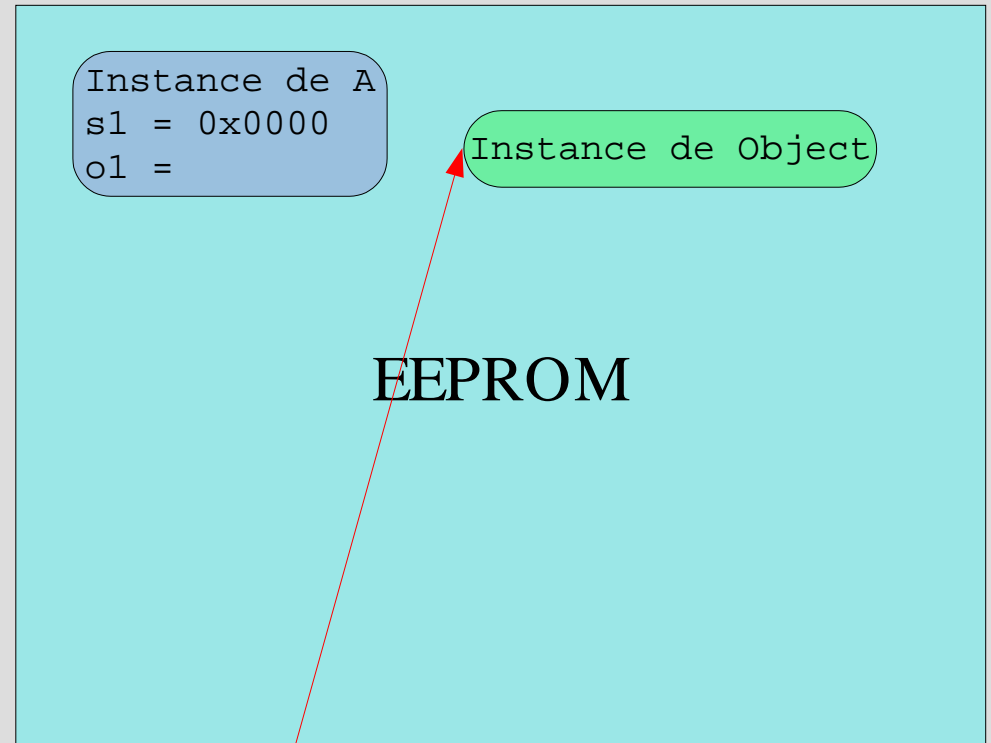 Instance de A
s1 = 0x0000
o1 =
Instance de Object
EEPROM